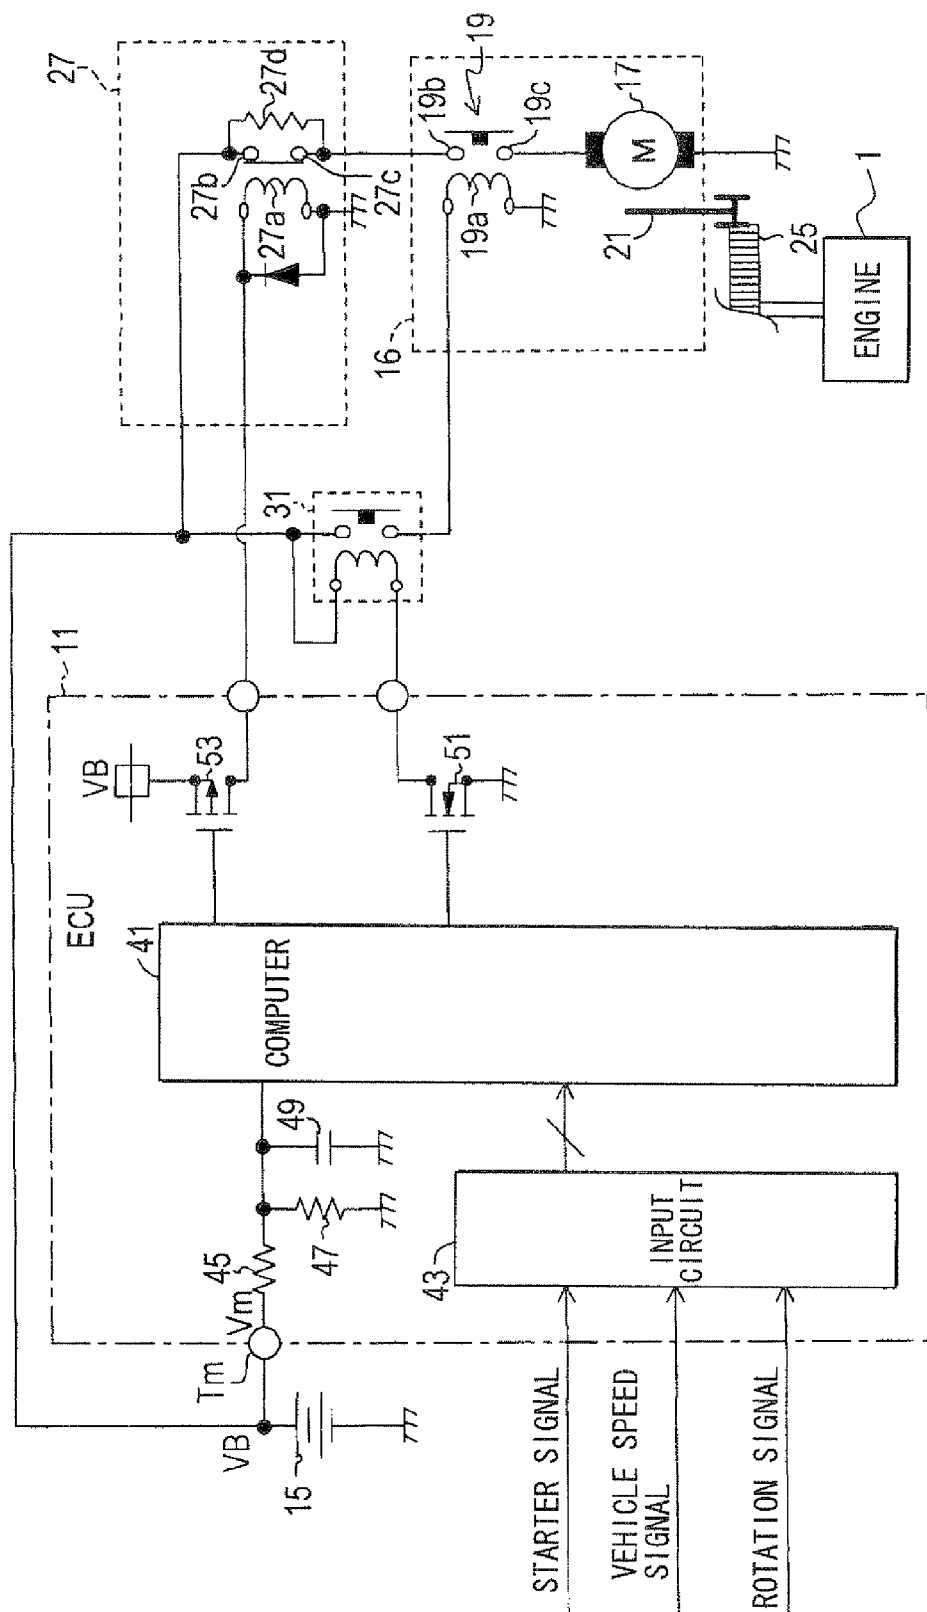 27
27d
27b
27a
27c
19
19b
19c
19a
17
M
16
21
25
1
ENGINE
31
11
ECU
VB
53
51
41
COMPUTER
49
47
45
Vm
Tm
VB
15
43
INPUT
CIRCUIT
STARTER SIGNAL
VEHICLE SPEED
SIGNAL
ROTATION SIGNAL